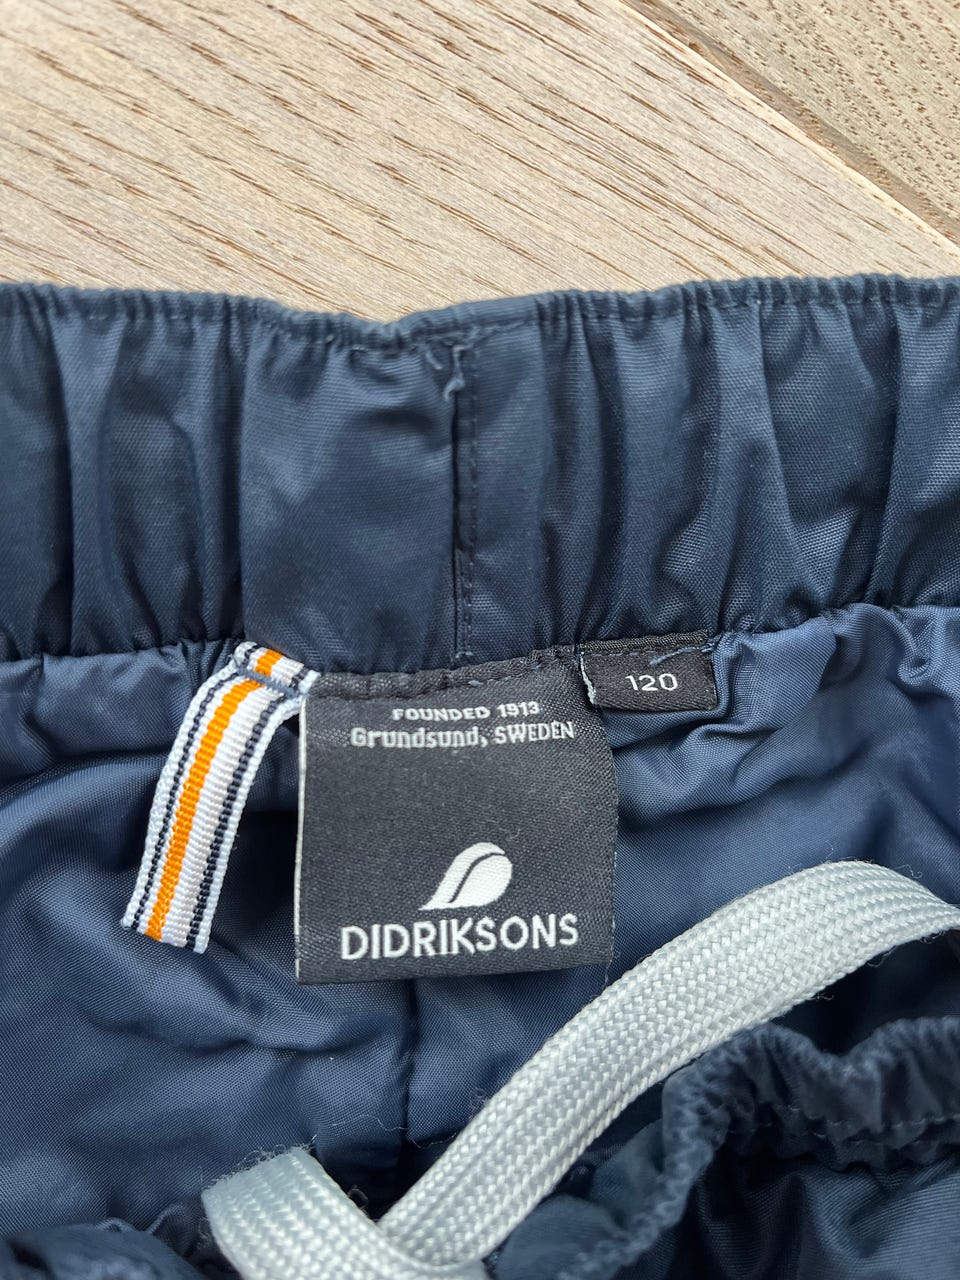 FOUNDED 1913
Grundsund, SWEDEN
DIDRIKSONS
120